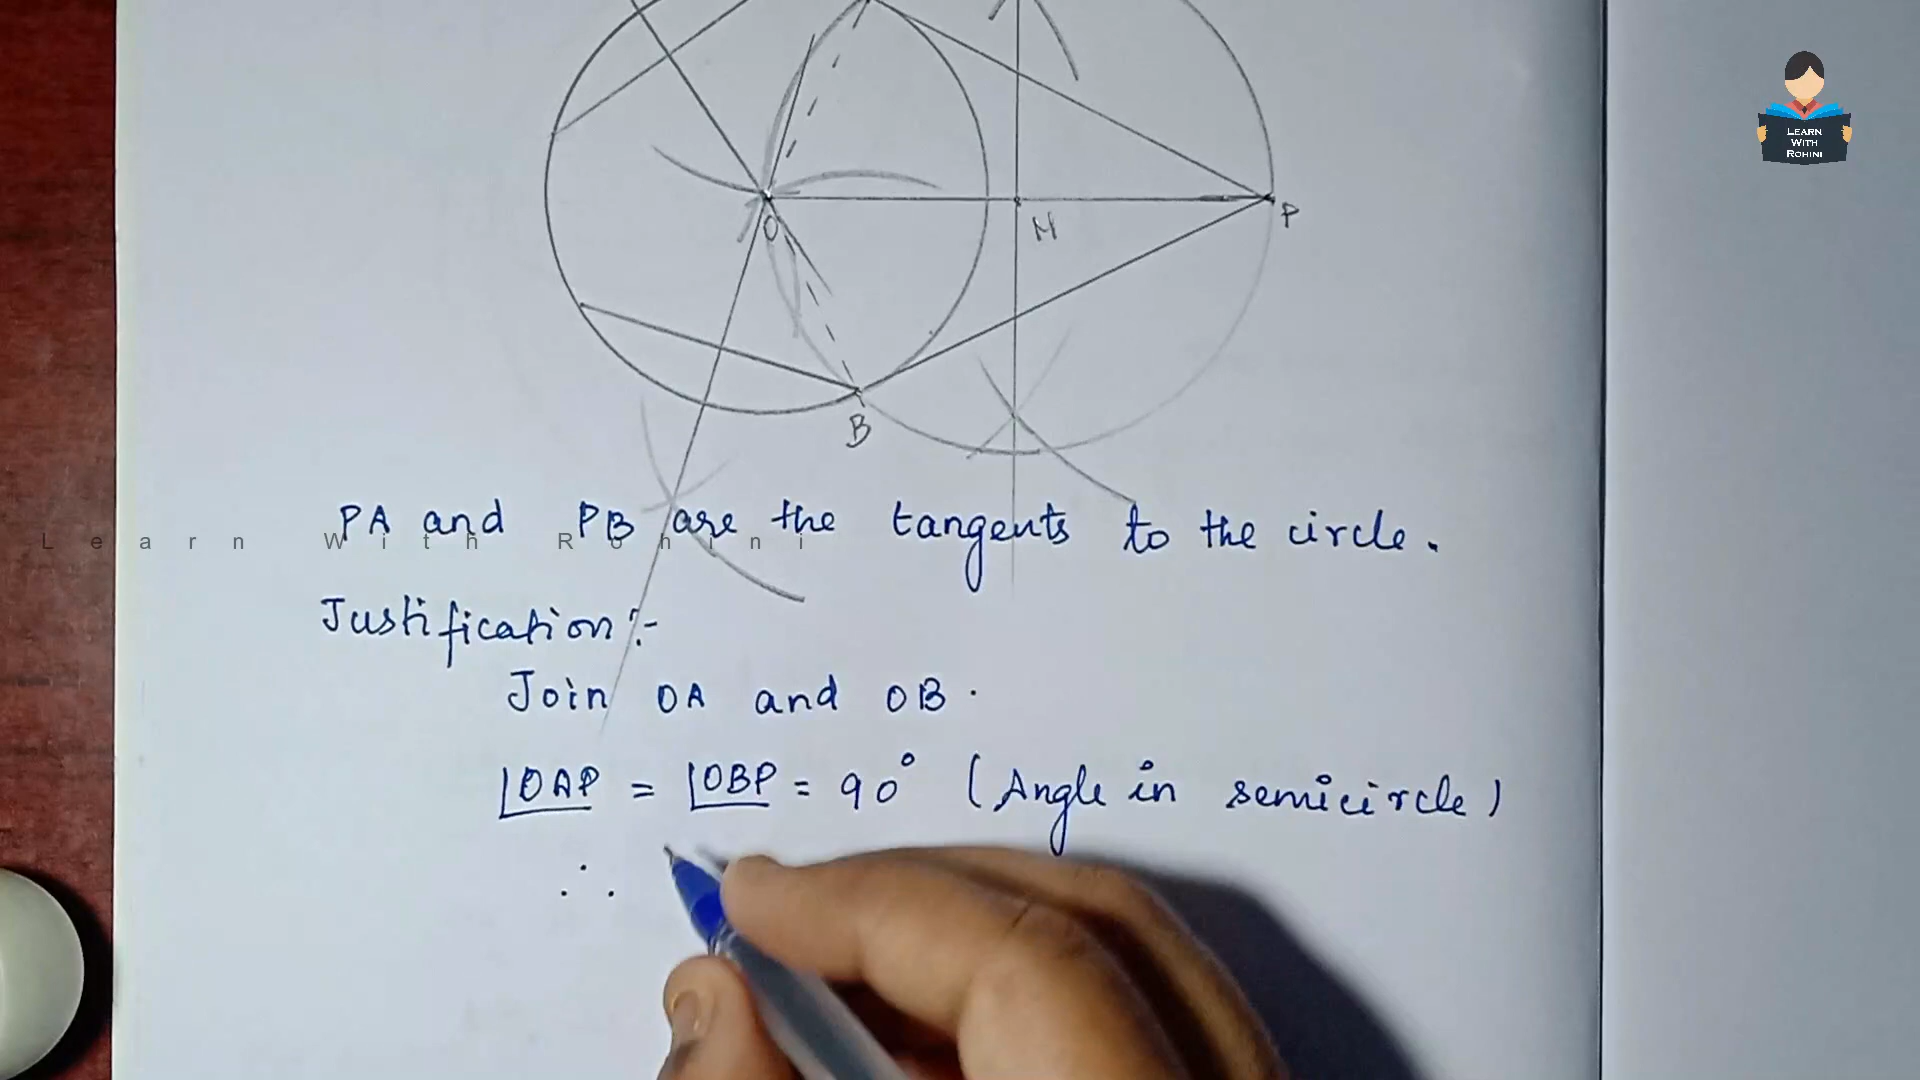 LEARN
WITH
ROHINI
O
M
P
B
PA and PB are the tangents to the circle.
Learn With Rohini
Justification:-
Join OA and OB.
∠OAP = ∠OBP = 90° (Angle in semicircle)
∴